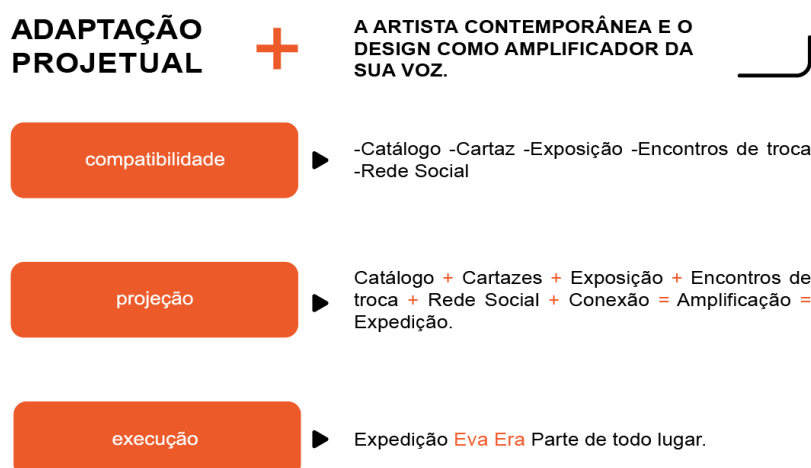 ADAPTAÇÃO
PROJETUAL
+
A ARTISTA CONTEMPORÂNEA E O
DESIGN COMO AMPLIFICADOR DA
SUA VOZ.
compatibilidade
-Catálogo -Cartaz -Exposição -Encontros de troca
-Rede Social
projeção
Catálogo + Cartazes + Exposição + Encontros de
troca + Rede Social + Conexão = Amplificação =
Expedição.
execução
Expedição Eva Era Parte de todo lugar.